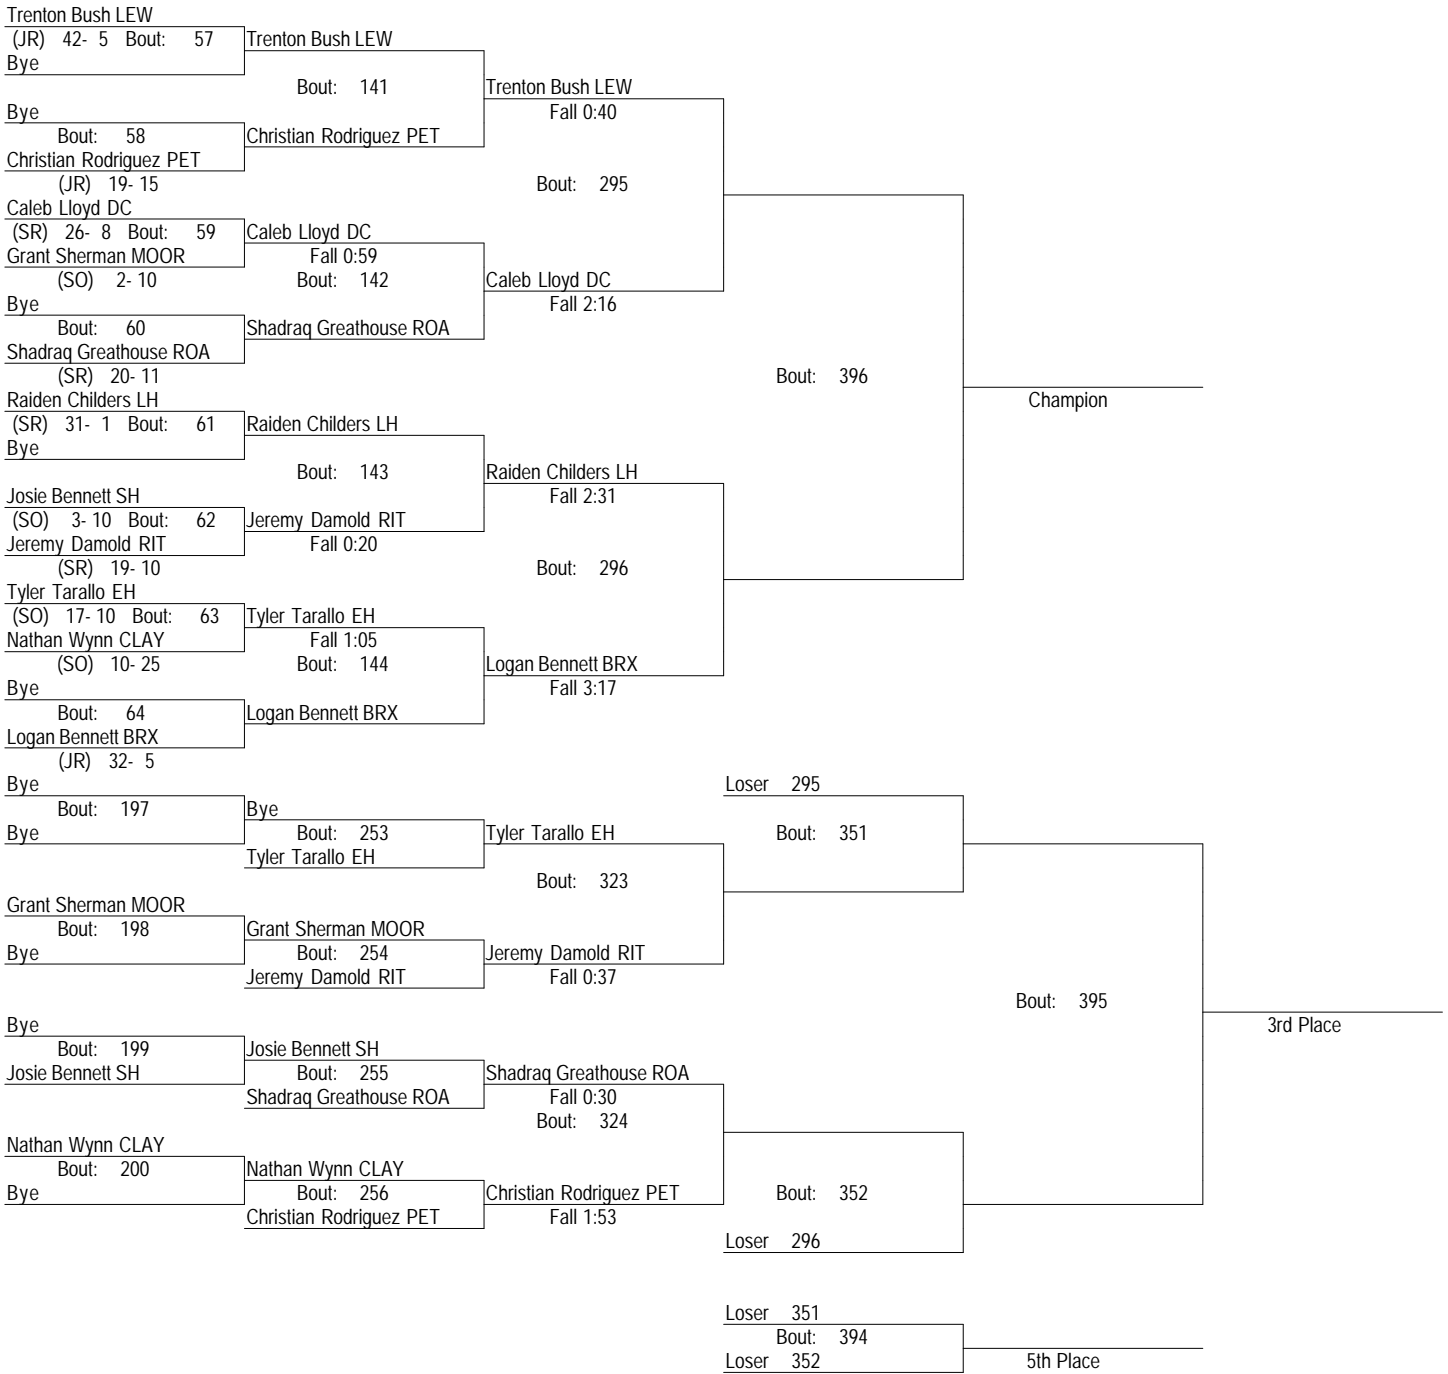 Trenton Bush LEW
(JR) 42- 5 Bout: 57 Trenton Bush LEW
Bye
Bout: 141 Trenton Bush LEW
Bye Fall 0:40
Bout: 58 Christian Rodriguez PET
Christian Rodriguez PET
(JR) 19- 15 Bout: 295
Caleb Lloyd DC
(SR) 26- 8 Bout: 59 Caleb Lloyd DC
Grant Sherman MOOR Fall 0:59
(SO) 2- 10 Bout: 142 Caleb Lloyd DC
Bye Fall 2:16
Bout: 60 Shadraq Greathouse ROA
Shadraq Greathouse ROA
(SR) 20- 11 Bout: 396
Raiden Childers LH Champion
(SR) 31- 1 Bout: 61 Raiden Childers LH
Bye
Bout: 143 Raiden Childers LH
Josie Bennett SH Fall 2:31
(SO) 3- 10 Bout: 62 Jeremy Damold RIT
Jeremy Damold RIT Fall 0:20
(SR) 19- 10 Bout: 296
Tyler Tarallo EH
(SO) 17- 10 Bout: 63 Tyler Tarallo EH
Nathan Wynn CLAY Fall 1:05
(SO) 10- 25 Bout: 144 Logan Bennett BRX
Bye Fall 3:17
Bout: 64 Logan Bennett BRX
Logan Bennett BRX
(JR) 32- 5
Bye Loser 295
Bout: 197 Bye
Bye Bout: 253 Tyler Tarallo EH Bout: 351
Tyler Tarallo EH
Bout: 323
Grant Sherman MOOR
Bout: 198 Grant Sherman MOOR
Bye Bout: 254 Jeremy Damold RIT
Jeremy Damold RIT Fall 0:37
Bout: 395
Bye 3rd Place
Bout: 199 Josie Bennett SH
Josie Bennett SH Bout: 255 Shadraq Greathouse ROA
Shadraq Greathouse ROA Fall 0:30
Bout: 324
Nathan Wynn CLAY
Bout: 200 Nathan Wynn CLAY
Bye Bout: 256 Christian Rodriguez PET Bout: 352
Christian Rodriguez PET Fall 1:53
Loser 296
Loser 351
Bout: 394
Loser 352 5th Place